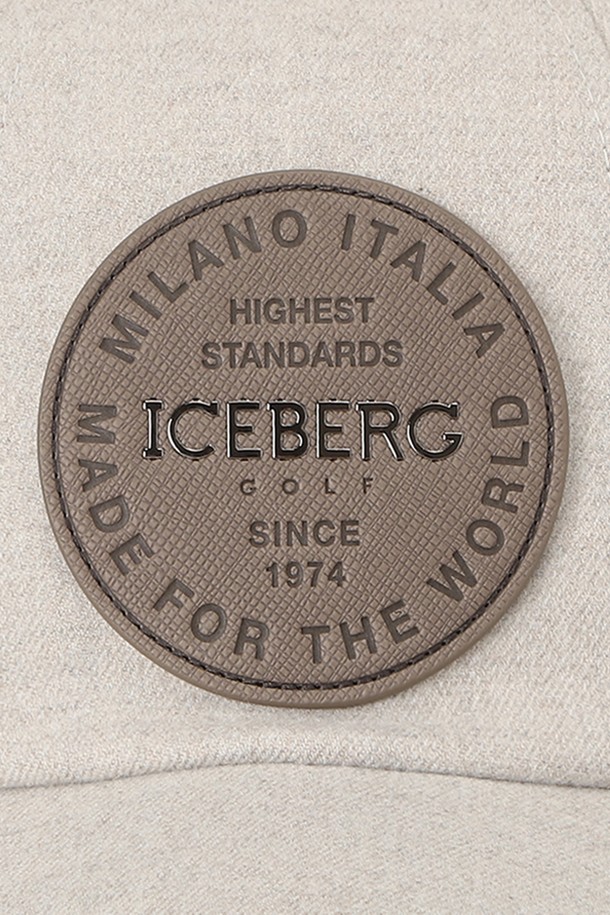 MILANO ITALIA
HIGHEST
STANDARDS
ICEBERG
GOLF
SINCE
1974
MADE FOR THE WORLD